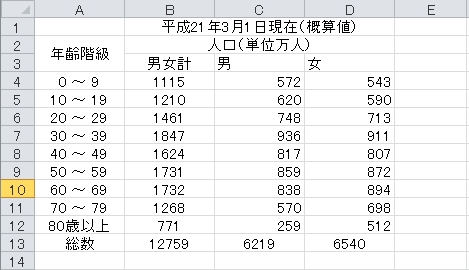 A B C D E
1 平成21年3月1日現在（概算値）
2 年齢階級 人口（単位万人）
3 男女計 男 女
4 0 ～ 9 1115 572 543
5 10 ～ 19 1210 620 590
6 20 ～ 29 1461 748 713
7 30 ～ 39 1847 936 911
8 40 ～ 49 1624 817 807
9 50 ～ 59 1731 859 872
10 60 ～ 69 1732 838 894
11 70 ～ 79 1268 570 698
12 80歳以上 771 259 512
13 総数 12759 6219 6540
14